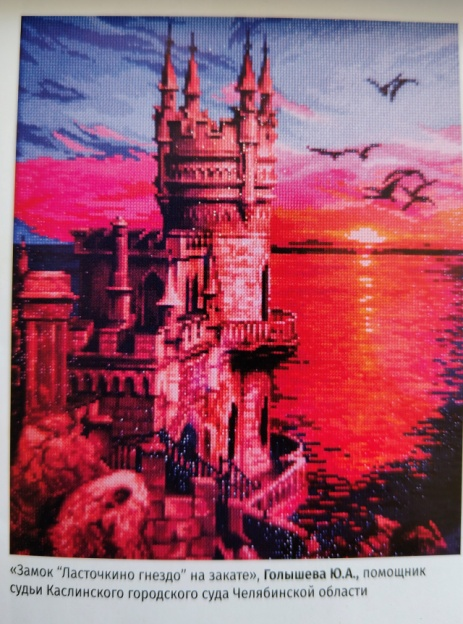 «Замок "Ласточкино гнездо" на закате», Голышева Ю.А., помощник
судьи Каслинского городского суда Челябинской области